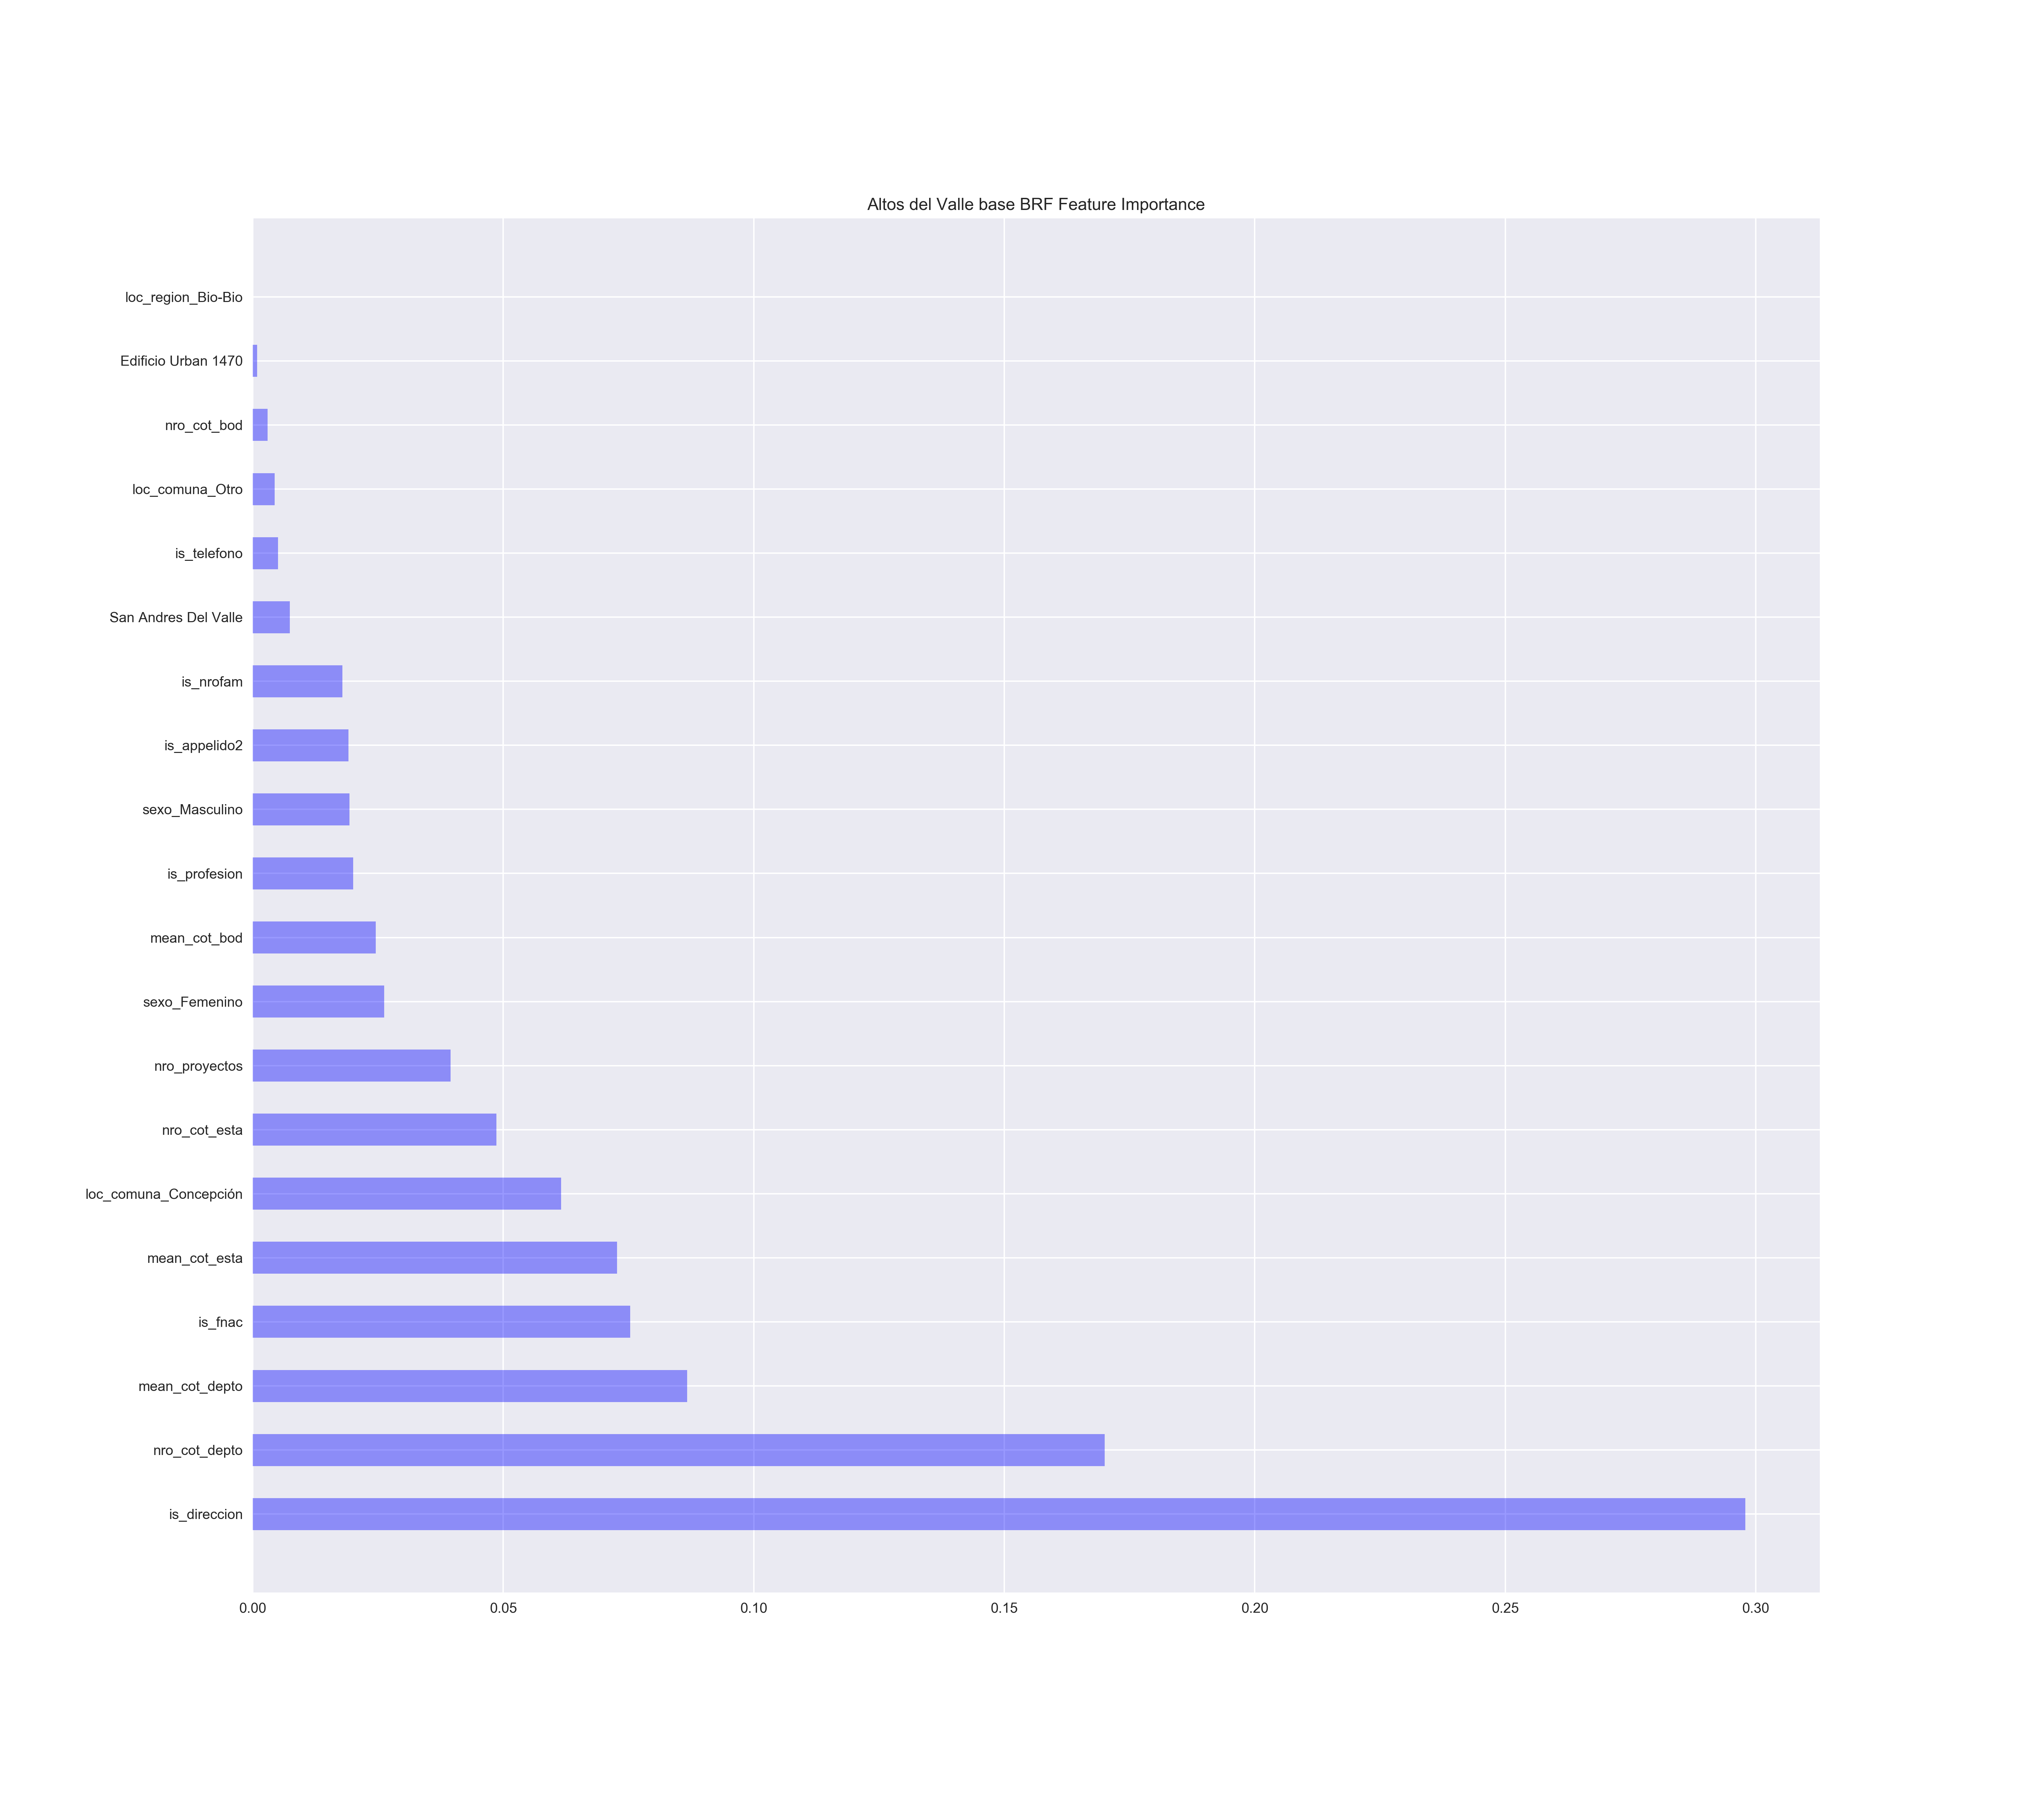 Altos del Valle base BRF Feature Importance
loc_region_Bio-Bio
Edificio Urban 1470
nro_cot_bod
loc_comuna_Otro
is_telefono
San Andres Del Valle
is_nrofam
is_appelido2
sexo_Masculino
is_profesion
mean_cot_bod
sexo_Femenino
nro_proyectos
nro_cot_esta
loc_comuna_Concepción
mean_cot_esta
is_fnac
mean_cot_depto
nro_cot_depto
is_direccion
0.00 0.05 0.10 0.15 0.20 0.25 0.30